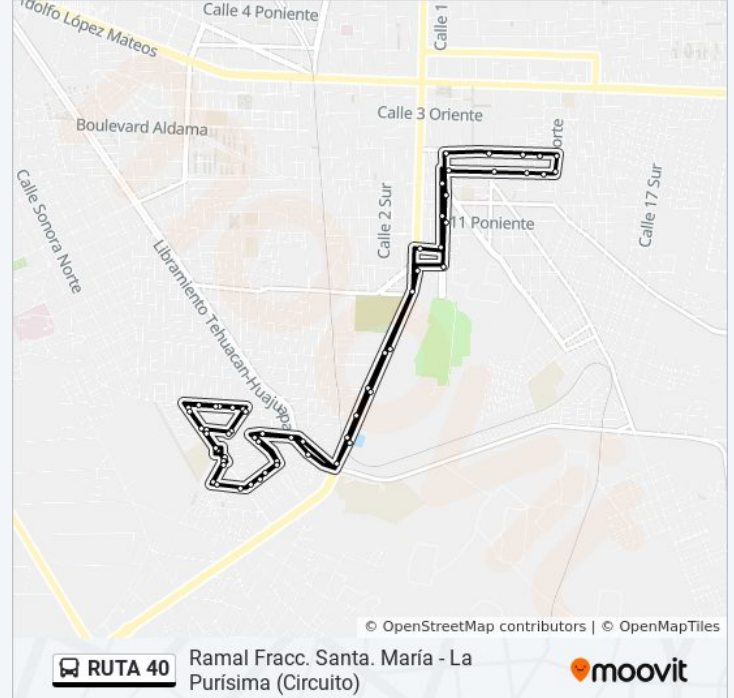 dolfo López Mateos
Calle 4 Poniente
Calle 1
Calle 3 Oriente
Boulevard Aldama
orte
Calle Sonora Norte
Calle 2 Sur
Calle 17 Sur
11 Poniente
Libramiento Tehuacan-Huajuapa
© OpenStreetMap contributors | © OpenMapTiles
RUTA 40
Ramal Fracc. Santa. María - La
Purísima (Circuito)
moovit